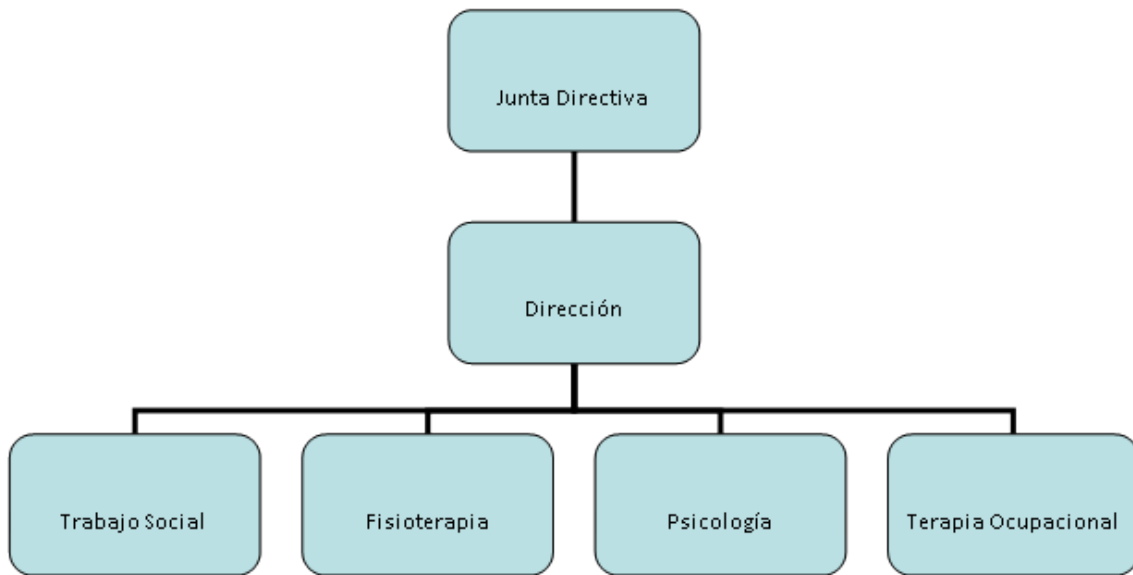 Junta Directiva
Dirección
Trabajo Social
Fisioterapia
Psicología
Terapia Ocupacional